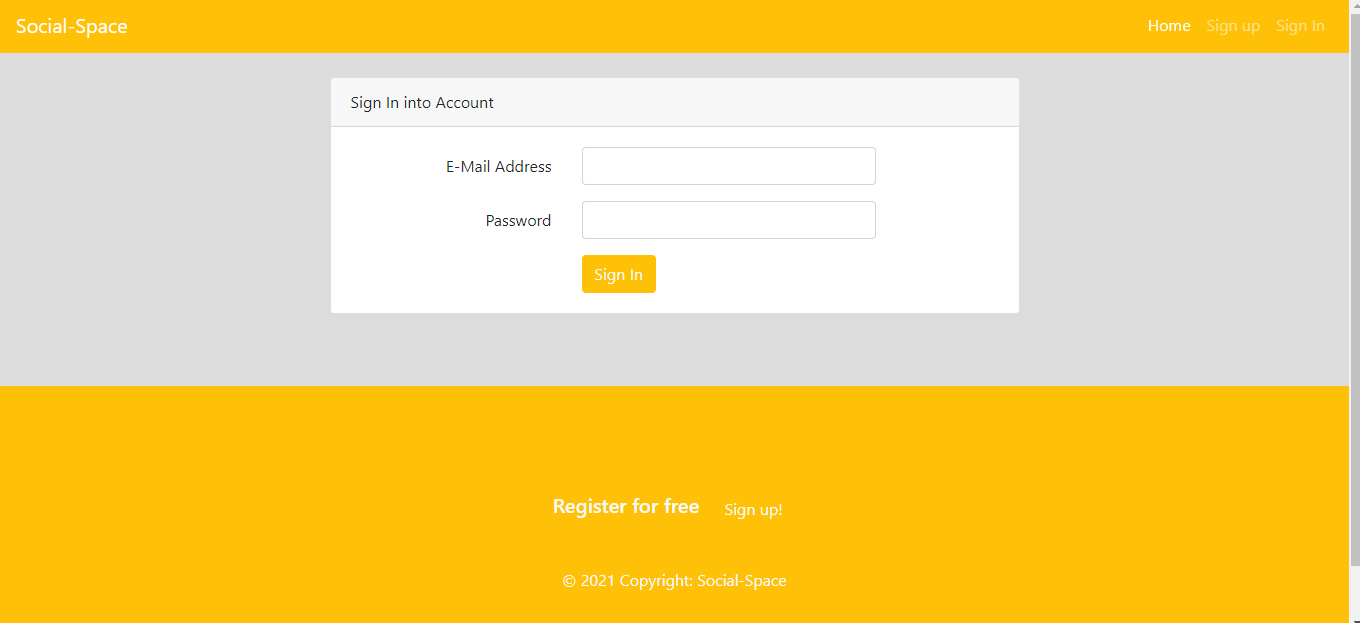 Social-Space
Home Sign up Sign In
Sign In into Account
E-Mail Address
Password
Sign In
Register for free Sign up!
© 2021 Copyright: Social-Space